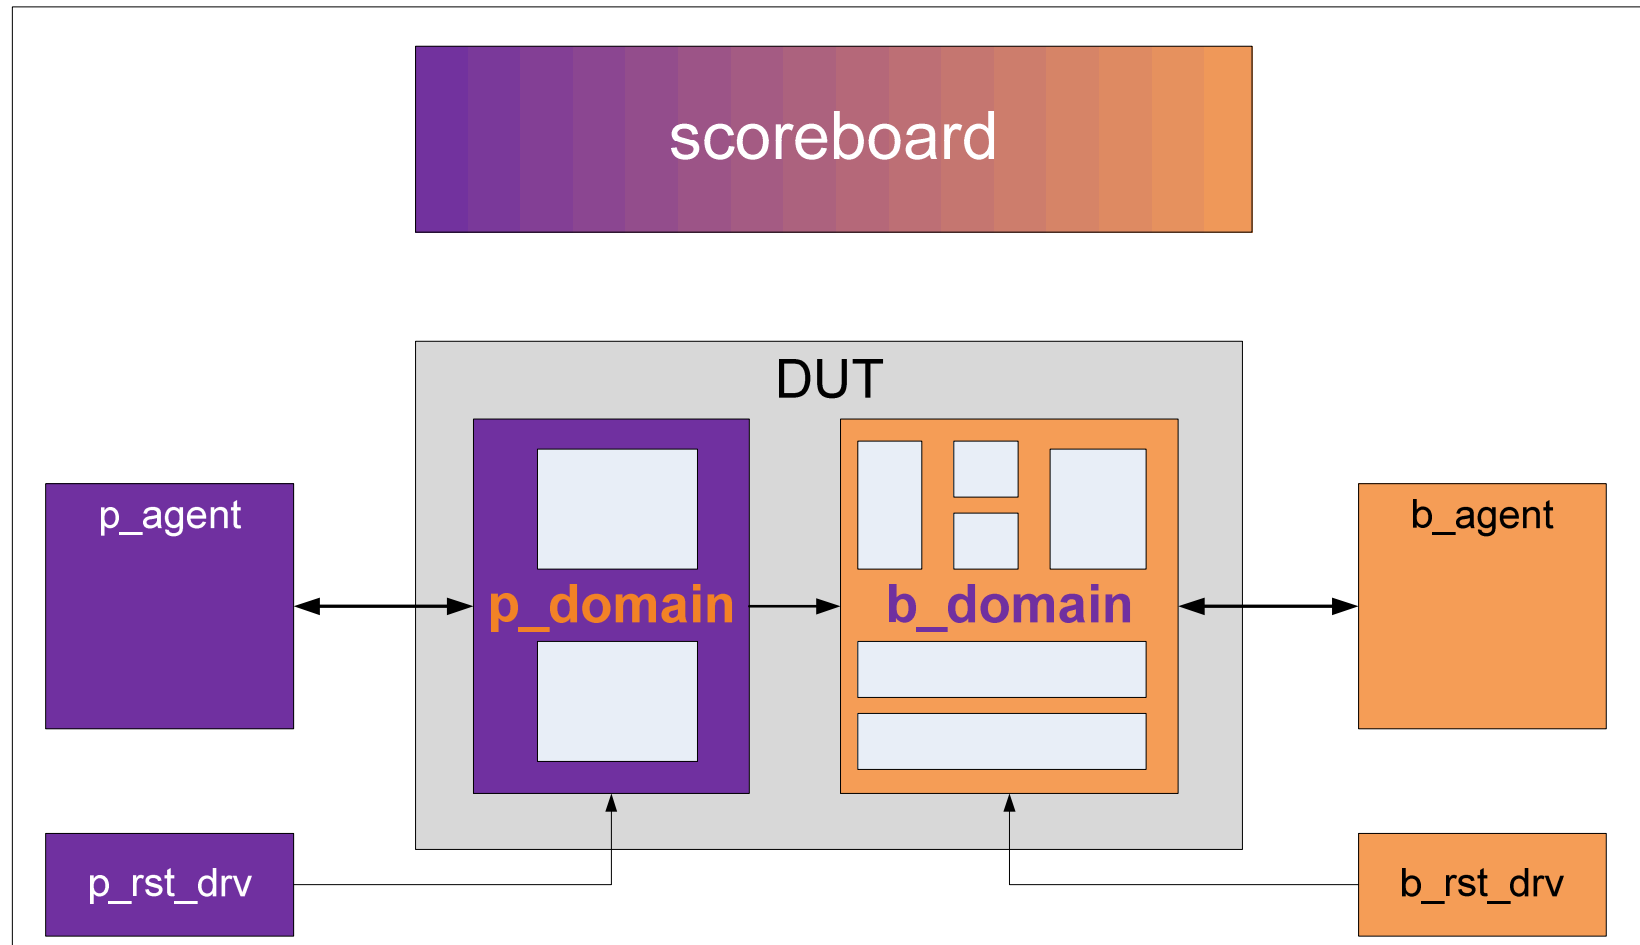 scoreboard
DUT
p_agent
p_domain
b_domain
b_agent
p_rst_drv
b_rst_drv